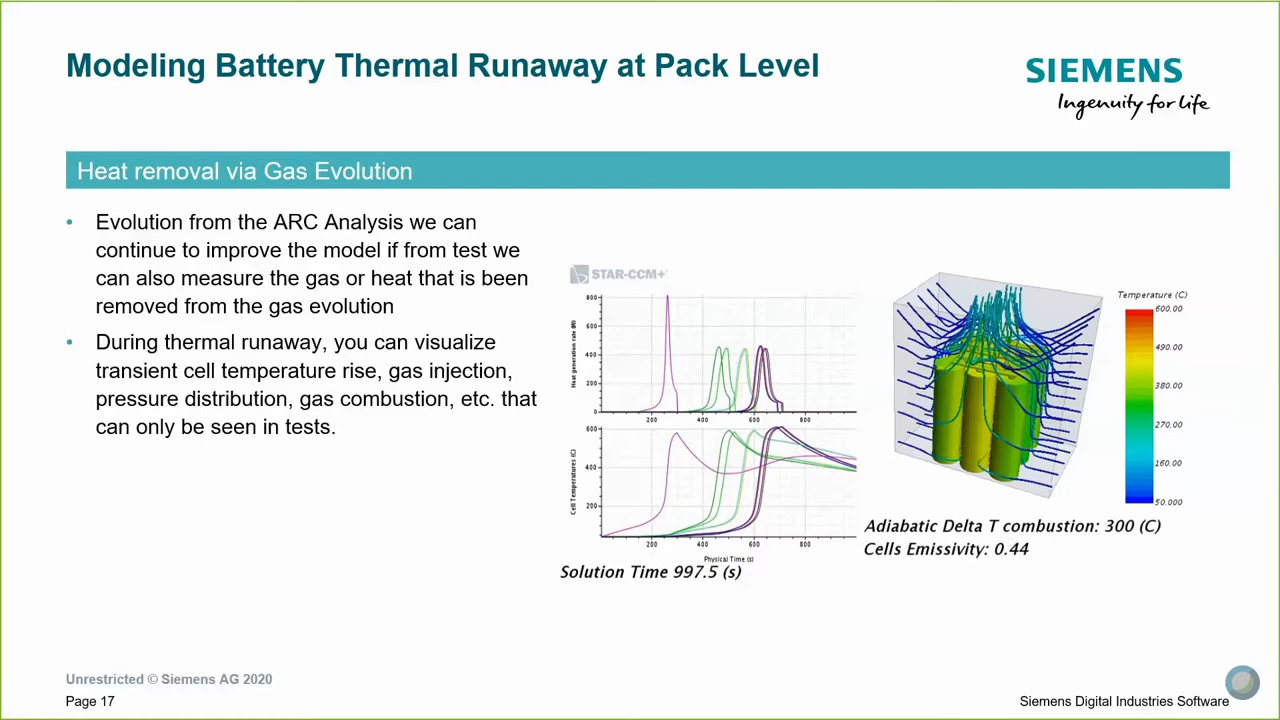 Modeling Battery Thermal Runaway at Pack Level
SIEMENS
Ingenuity for life
Heat removal via Gas Evolution
• Evolution from the ARC Analysis we can
continue to improve the model if from test we
can also measure the gas or heat that is been
removed from the gas evolution
• During thermal runaway, you can visualize
transient cell temperature rise, gas injection,
pressure distribution, gas combustion, etc. that
can only be seen in tests.
STAR-CCM+
Heat generation rate (W)
800
600
400
200
0
200 400 600 800
Cell Temperatures (C)
600
400
200
200 400 600 800
Physical Time (s)
Solution Time 997.5 (s)
Temperature (C)
600.00
490.00
380.00
270.00
160.00
50.000
Adiabatic Delta T combustion: 300 (C)
Cells Emissivity: 0.44
Unrestricted © Siemens AG 2020
Page 17
Siemens Digital Industries Software